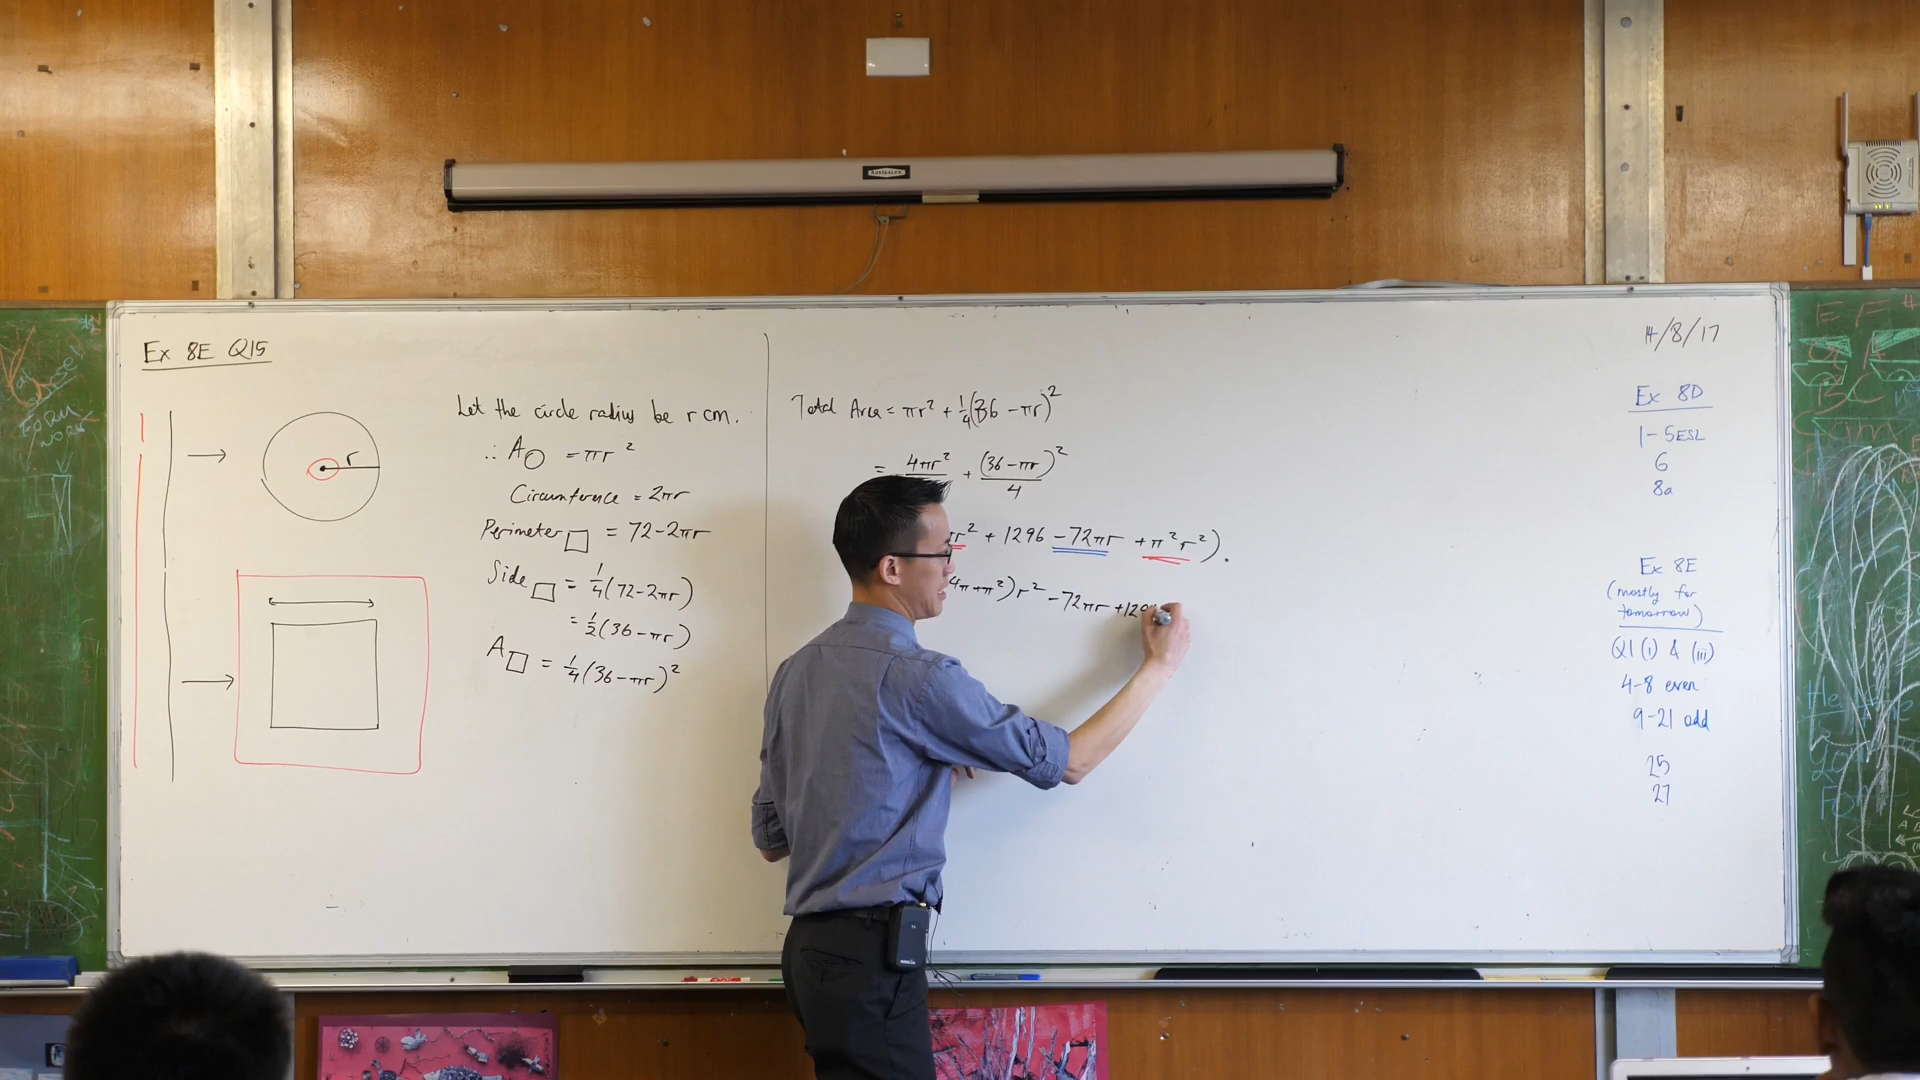 Ex 8E Q15
r
Let the circle radius be r cm.
∴ A○ = πr²
Circumference = 2πr
Perimeter□ = 72-2πr
Side□ = 1/4(72-2πr)
= 1/2(36-πr)
A□ = 1/4(36-πr)²
Total Area = πr² + 1/4(36-πr)²
= 4πr² + (36-πr)²/4
πr² + 1296 - 72πr + π²r²).
4π+π²)r² - 72πr + 129
14/8/17
Ex 8D
1-5ESL
6
8a
Ex 8E
(mostly for
tomorrow)
Q1 (i) & (iii)
4-8 even
9-21 odd
25
27
FORM
WORK